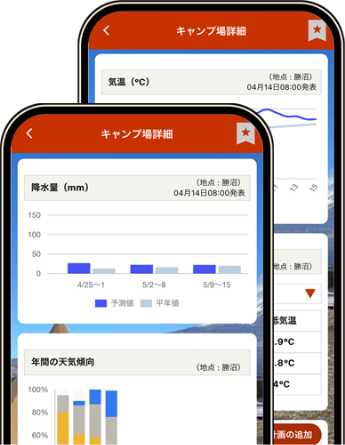 キャンプ場詳細
気温（℃）
（地点 : 勝沼）
04月14日08:00発表
11 13 15
地点 : 勝沼）
低気温
.9℃
.8℃
4℃
計画の追加
キャンプ場詳細
降水量（mm）
（地点 : 勝沼）
04月14日08:00発表
150
100
50
0
4/25〜1 5/2〜8 5/9〜15
予測値 平年値
年間の天気傾向
（地点 : 勝沼）
100%
80%
60%